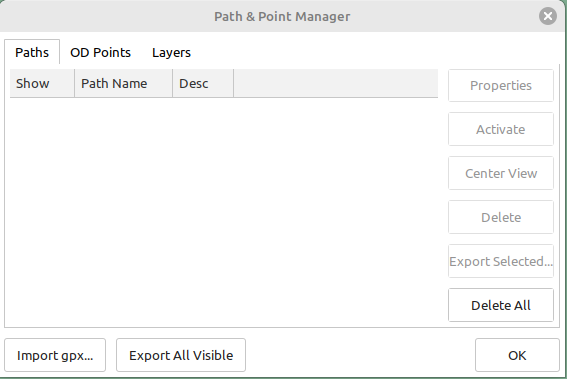 Path & Point Manager
Paths OD Points Layers
Show Path Name Desc
Properties
Activate
Center View
Delete
Export Selected...
Delete All
Import gpx... Export All Visible OK